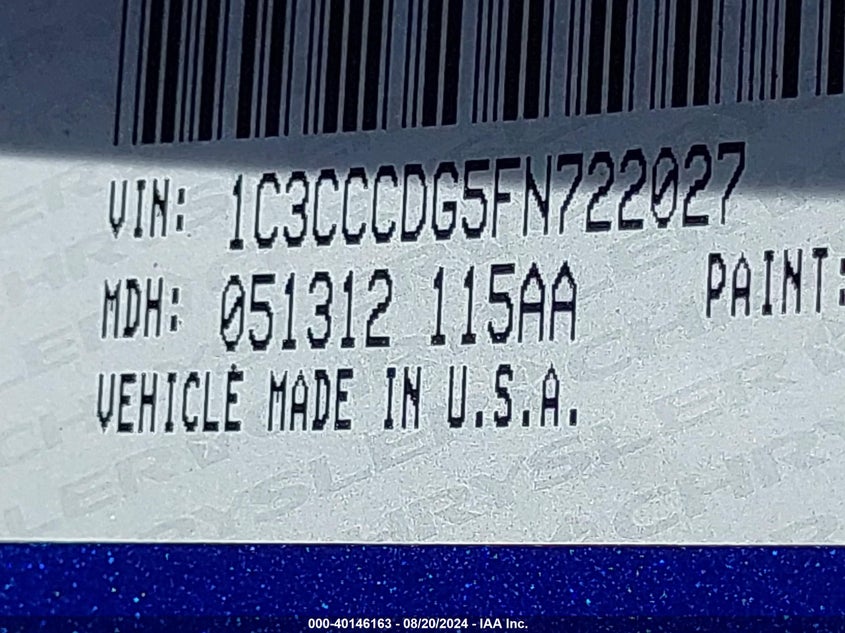 VIN: 1C3CCCDG5FN722027
MDH: 051312 115AA PAINT:
VEHICLE MADE IN U.S.A.
000-40146163 - 08/20/2024 - IAA Inc.